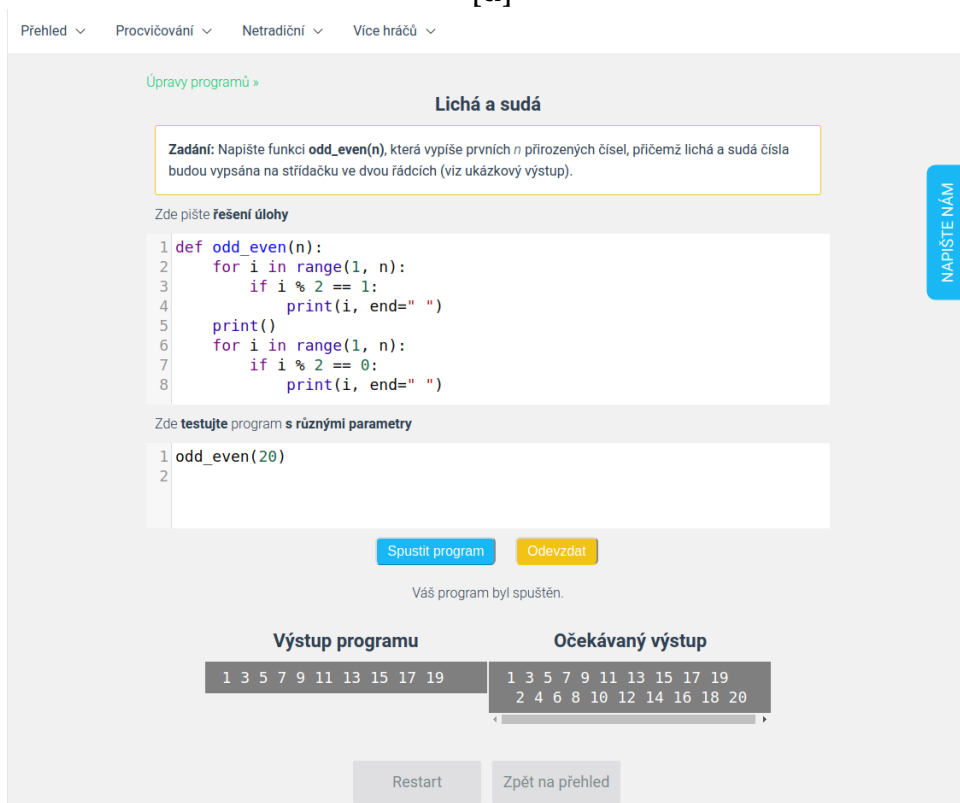 Přehled Procvičování Netradiční Více hráčů
Úpravy programů »
Lichá a sudá
Zadání: Napište funkci odd_even(n), která vypíše prvních n přirozených čísel, přičemž lichá a sudá čísla
budou vypsána na střídačku ve dvou řádcích (viz ukázkový výstup).
NAPIŠTE NÁM
Zde pište řešení úlohy
1 def odd_even(n):
2     for i in range(1, n):
3         if i % 2 == 1:
4             print(i, end=" ")
5     print()
6     for i in range(1, n):
7         if i % 2 == 0:
8             print(i, end=" ")
Zde testujte program s různými parametry
1 odd_even(20)
2
Spustit program Odevzdat
Váš program byl spuštěn.
Výstup programu Očekávaný výstup
1 3 5 7 9 11 13 15 17 19 1 3 5 7 9 11 13 15 17 19
2 4 6 8 10 12 14 16 18 20
Restart Zpět na přehled